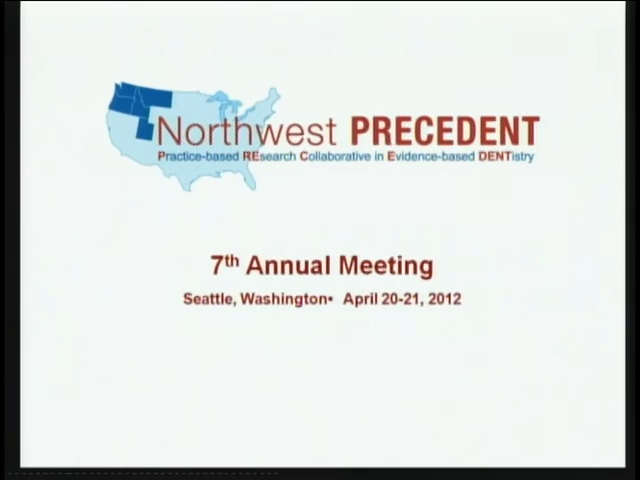 Northwest PRECEDENT
Practice-based REsearch Collaborative in Evidence-based DENTistry
7th Annual Meeting
Seattle, Washington• April 20-21, 2012